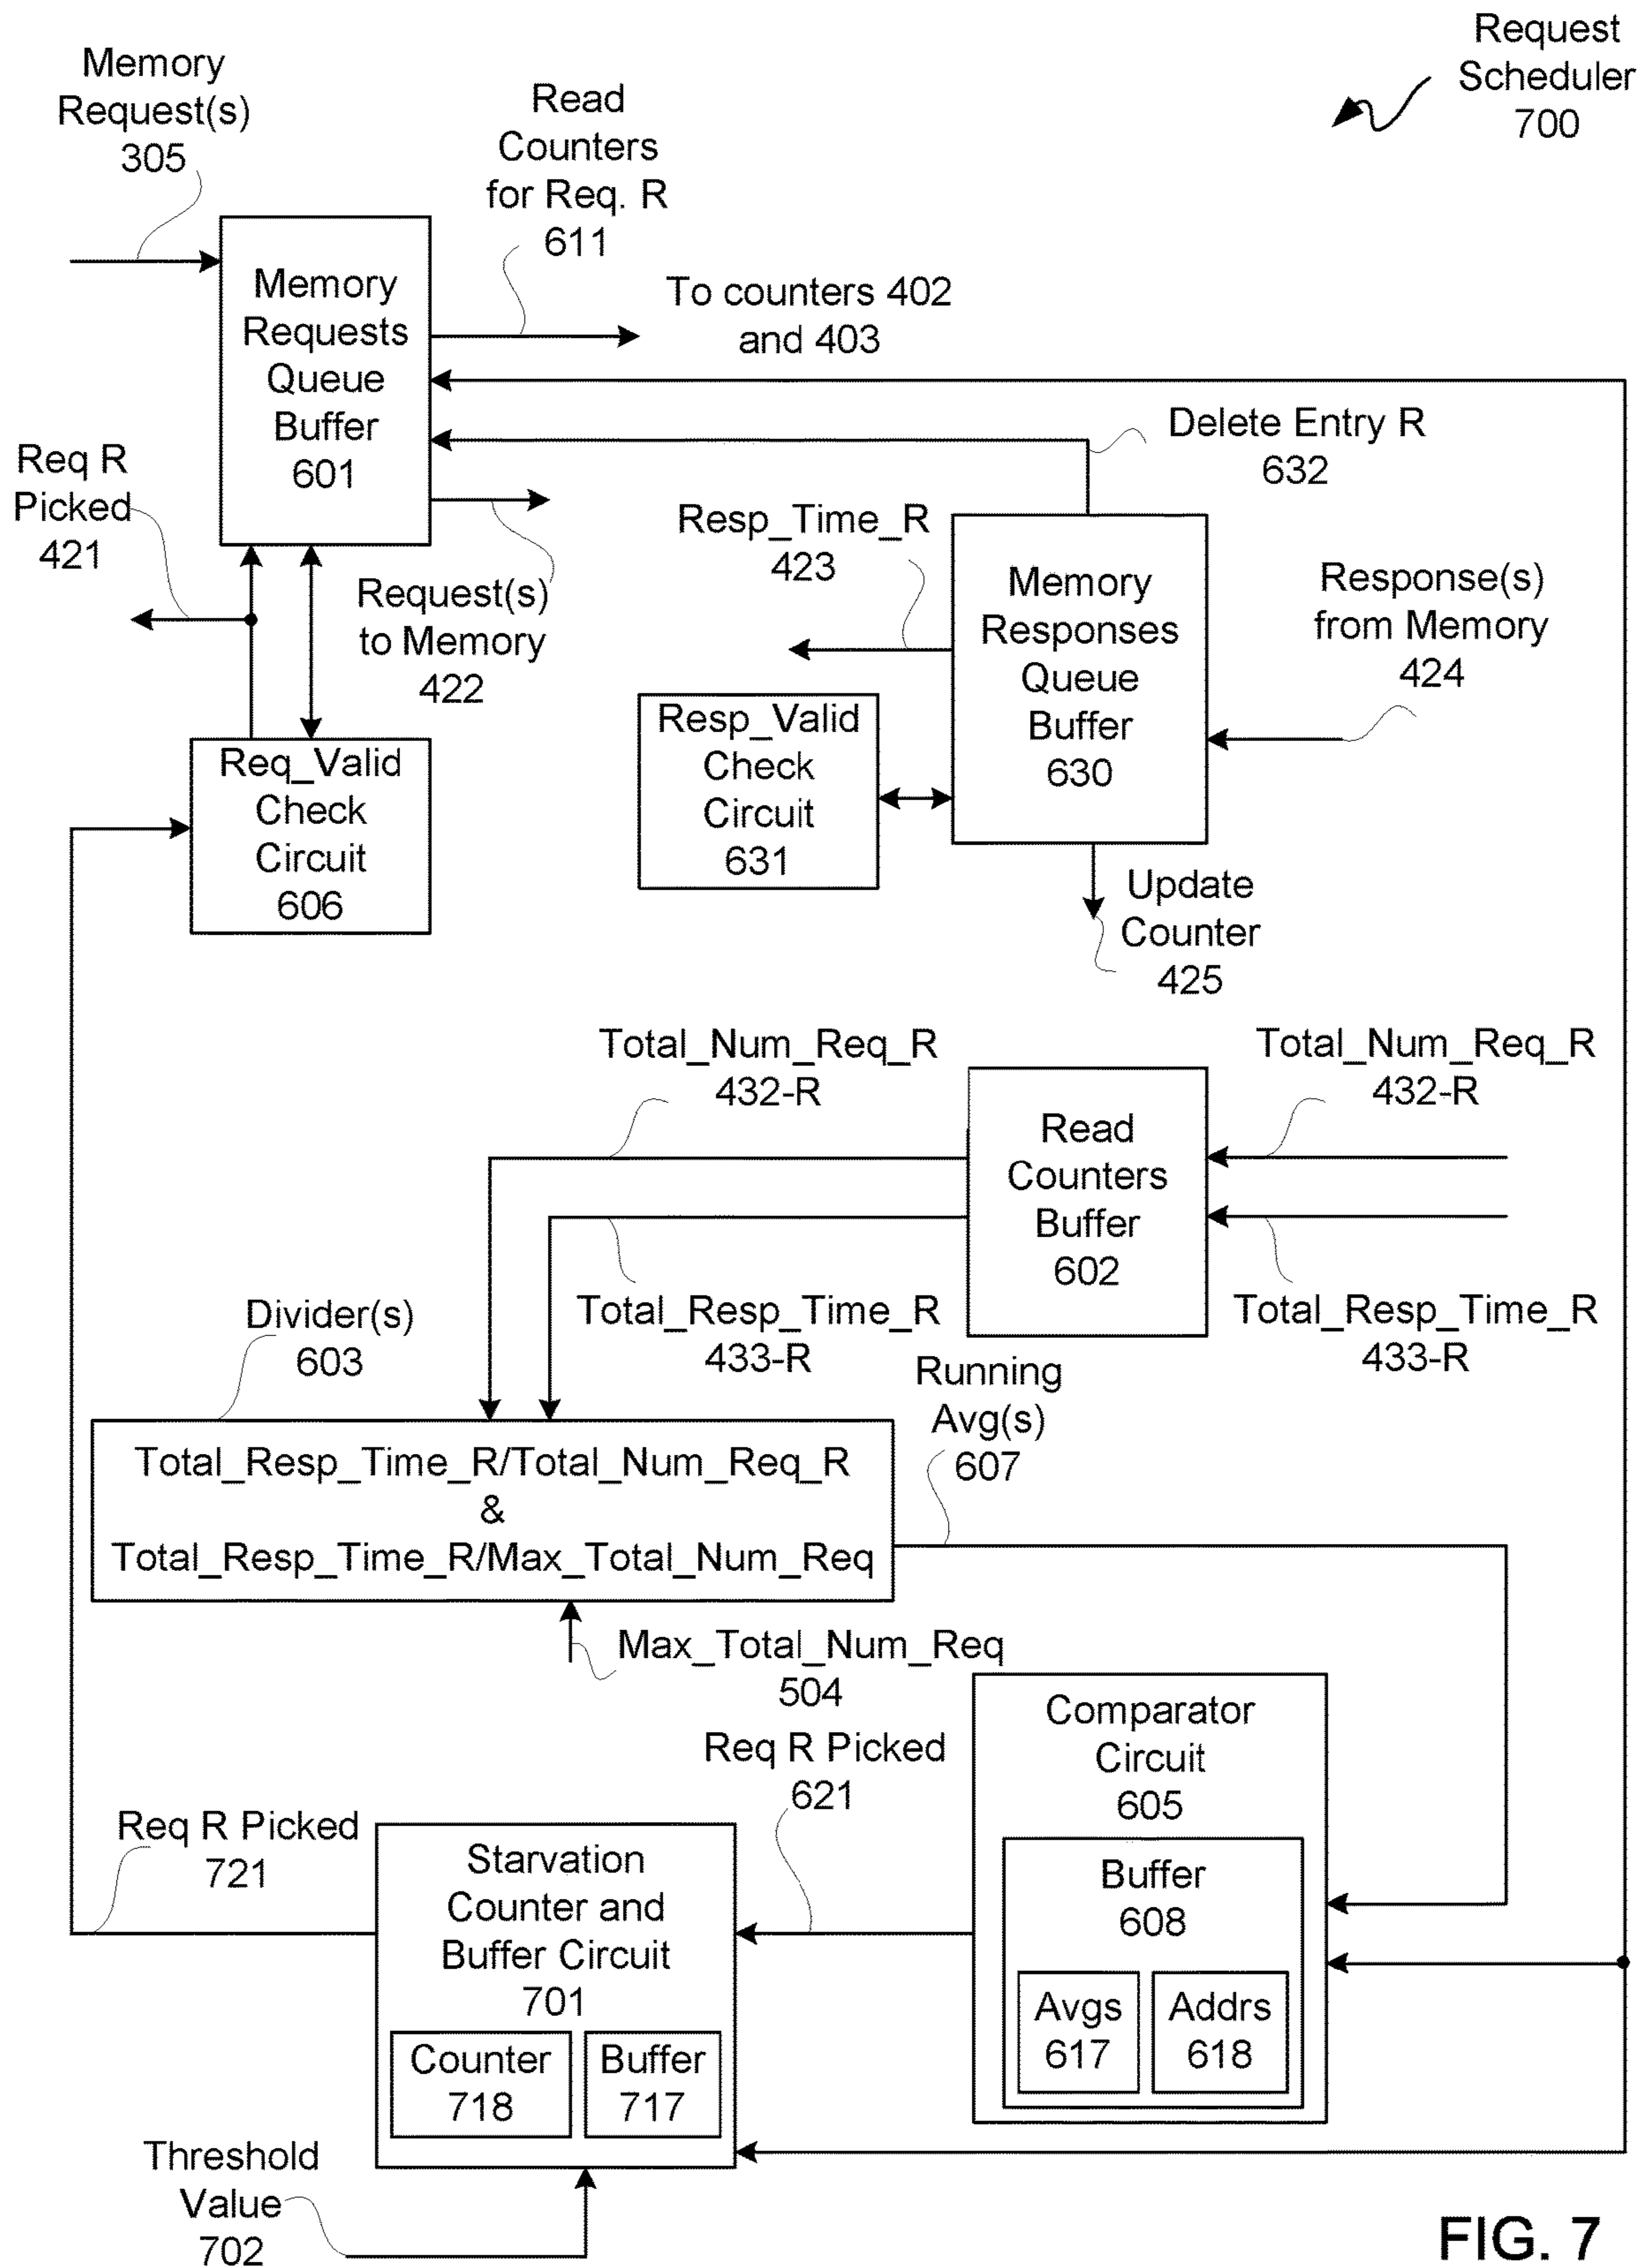 Request
Scheduler
700
Memory
Request(s)
305
Read
Counters
for Req. R
611
Memory
Requests
Queue
Buffer
601
To counters 402
and 403
Delete Entry R
632
Req R
Picked
421
Request(s)
to Memory
422
Resp_Time_R
423
Memory
Responses
Queue
Buffer
630
Response(s)
from Memory
424
Req_Valid
Check
Circuit
606
Resp_Valid
Check
Circuit
631
Update
Counter
425
Total_Num_Req_R
432-R
Total_Num_Req_R
432-R
Read
Counters
Buffer
602
Total_Resp_Time_R
433-R
Total_Resp_Time_R
433-R
Divider(s)
603
Running
Avg(s)
607
Total_Resp_Time_R/Total_Num_Req_R
&
Total_Resp_Time_R/Max_Total_Num_Req
Max_Total_Num_Req
504
Comparator
Circuit
605
Buffer
608
Avgs
617
Addrs
618
Req R Picked
621
Req R Picked
721
Starvation
Counter and
Buffer Circuit
701
Counter
718
Buffer
717
Threshold
Value
702
FIG. 7